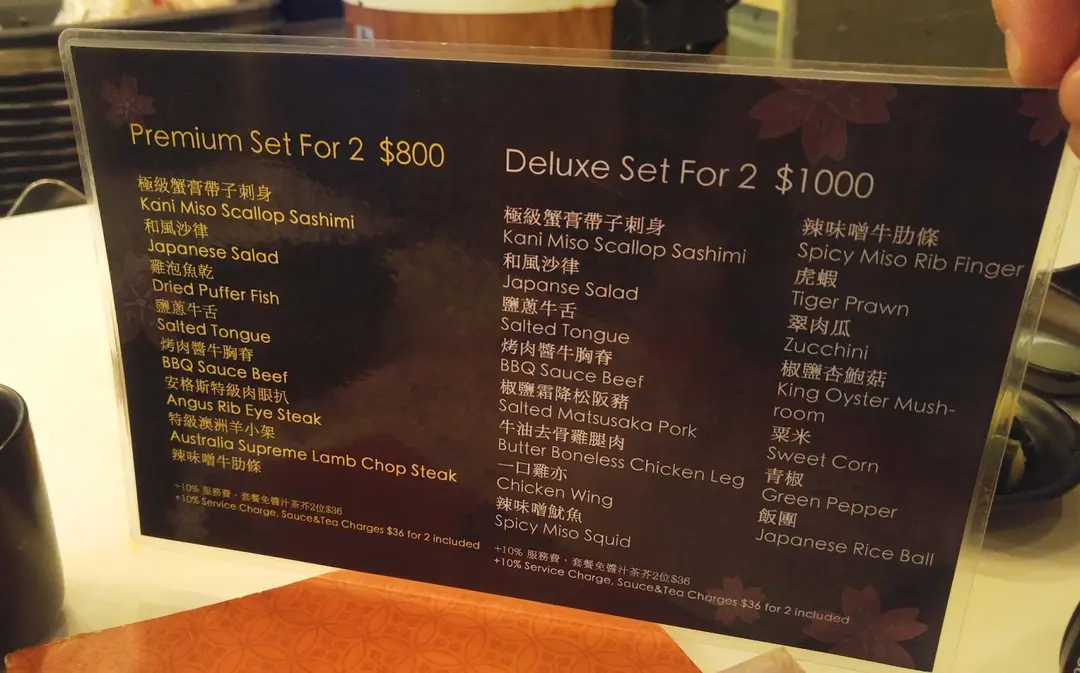 Premium Set For 2 $800
極級蟹膏帶子刺身
Kani Miso Scallop Sashimi
和風沙律
Japanese Salad
雞泡魚乾
Dried Puffer Fish
鹽蔥牛舌
Salted Tongue
烤肉醬牛胸脊
BBQ Sauce Beef
安格斯特級肉眼扒
Angus Rib Eye Steak
特級澳洲羊小架
Australia Supreme Lamb Chop Steak
辣味噌牛肋條
+10% 服務費，套餐免醬汁茶芥2位$36
+10% Service Charge, Sauce&Tea Charges $36 for 2 included
Deluxe Set For 2 $1000
極級蟹膏帶子刺身
Kani Miso Scallop Sashimi
和風沙律
Japanse Salad
鹽蔥牛舌
Salted Tongue
烤肉醬牛胸脊
BBQ Sauce Beef
椒鹽霜降松阪豬
Salted Matsusaka Pork
牛油去骨雞腿肉
Butter Boneless Chicken Leg
一口雞亦
Chicken Wing
辣味噌魷魚
Spicy Miso Squid
辣味噌牛肋條
Spicy Miso Rib Finger
虎蝦
Tiger Prawn
翠肉瓜
Zucchini
椒鹽杏鮑菇
King Oyster Mush-
room
粟米
Sweet Corn
青椒
Green Pepper
飯團
Japanese Rice Ball
+10% 服務費，套餐免醬汁茶芥2位$36
+10% Service Charge, Sauce&Tea Charges $36 for 2 included